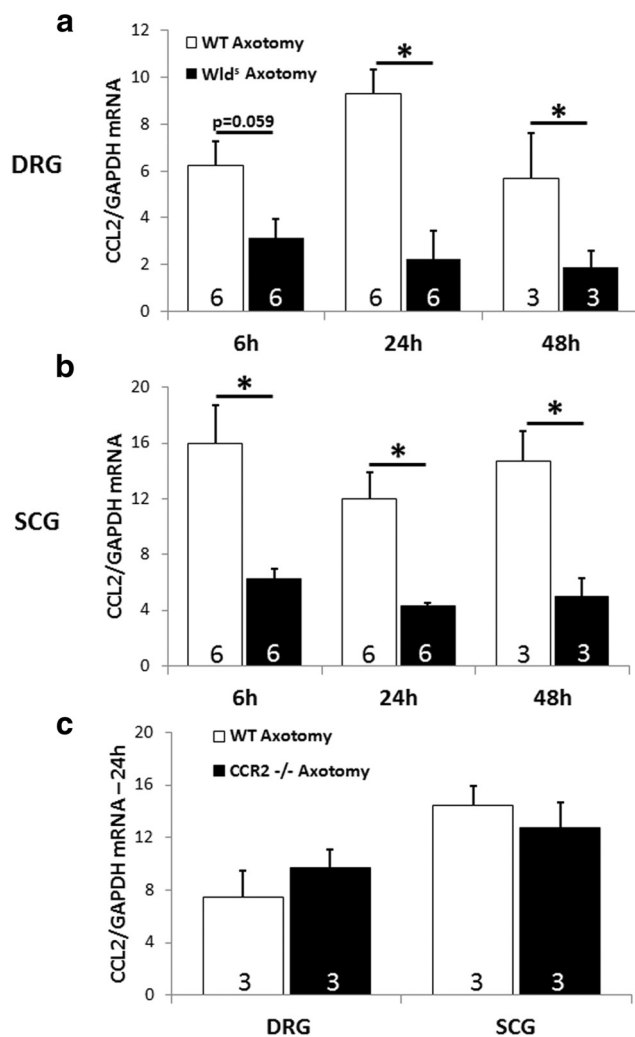 a
12
WT Axotomy
*
10
Wldˢ Axotomy
p=0.059
*
8
DRG
CCL2/GAPDH mRNA
6
4
2
6 6 6 6 3 3
0
6h 24h 48h
b
20
*
*
16
*
12
SCG
CCL2/GAPDH mRNA
8
4
6 6 6 6 3 3
0
6h 24h 48h
c
20
WT Axotomy
CCR2 -/- Axotomy
16
12
CCL2/GAPDH mRNA – 24h
8
4
3 3 3 3
0
DRG SCG